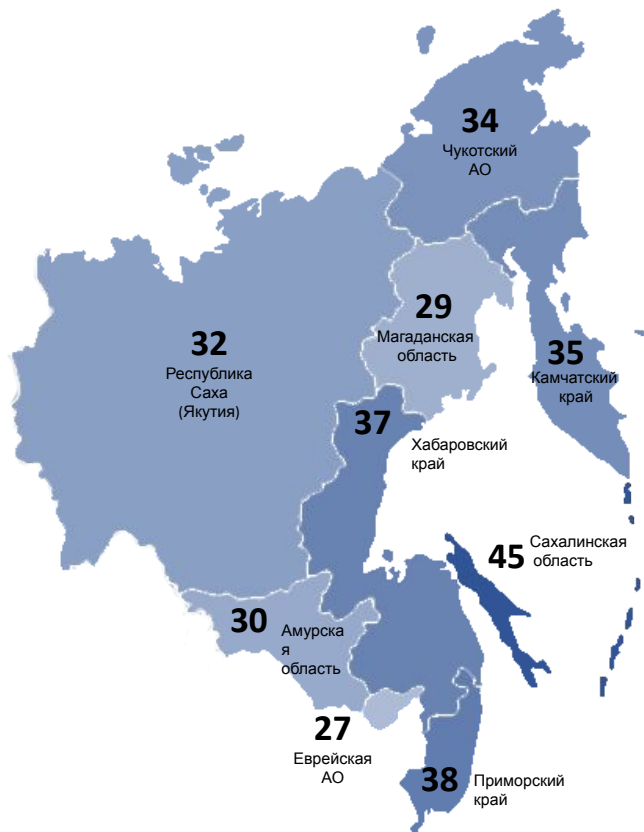 34
Чукотский
АО
29
Магаданская
область
32
Республика
Саха
(Якутия)
35
Камчатский
край
37
Хабаровский
край
45
Сахалинская
область
30
Амурска
я
область
27
Еврейская
АО
38
Приморский
край